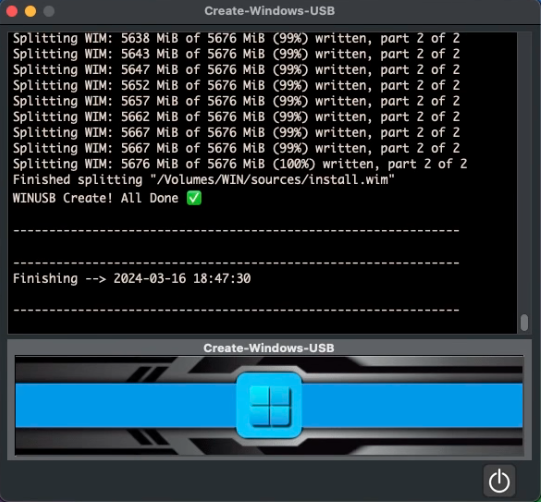 Create-Windows-USB
Splitting WIM: 5638 MiB of 5676 MiB (99%) written, part 2 of 2
Splitting WIM: 5643 MiB of 5676 MiB (99%) written, part 2 of 2
Splitting WIM: 5647 MiB of 5676 MiB (99%) written, part 2 of 2
Splitting WIM: 5652 MiB of 5676 MiB (99%) written, part 2 of 2
Splitting WIM: 5657 MiB of 5676 MiB (99%) written, part 2 of 2
Splitting WIM: 5662 MiB of 5676 MiB (99%) written, part 2 of 2
Splitting WIM: 5667 MiB of 5676 MiB (99%) written, part 2 of 2
Splitting WIM: 5667 MiB of 5676 MiB (99%) written, part 2 of 2
Splitting WIM: 5676 MiB of 5676 MiB (100%) written, part 2 of 2
Finished splitting "/Volumes/WIN/sources/install.wim"
WINUSB Create! All Done ✅
--------------------------------------------------------------
--------------------------------------------------------------
Finishing --> 2024-03-16 18:47:30
--------------------------------------------------------------
Create-Windows-USB